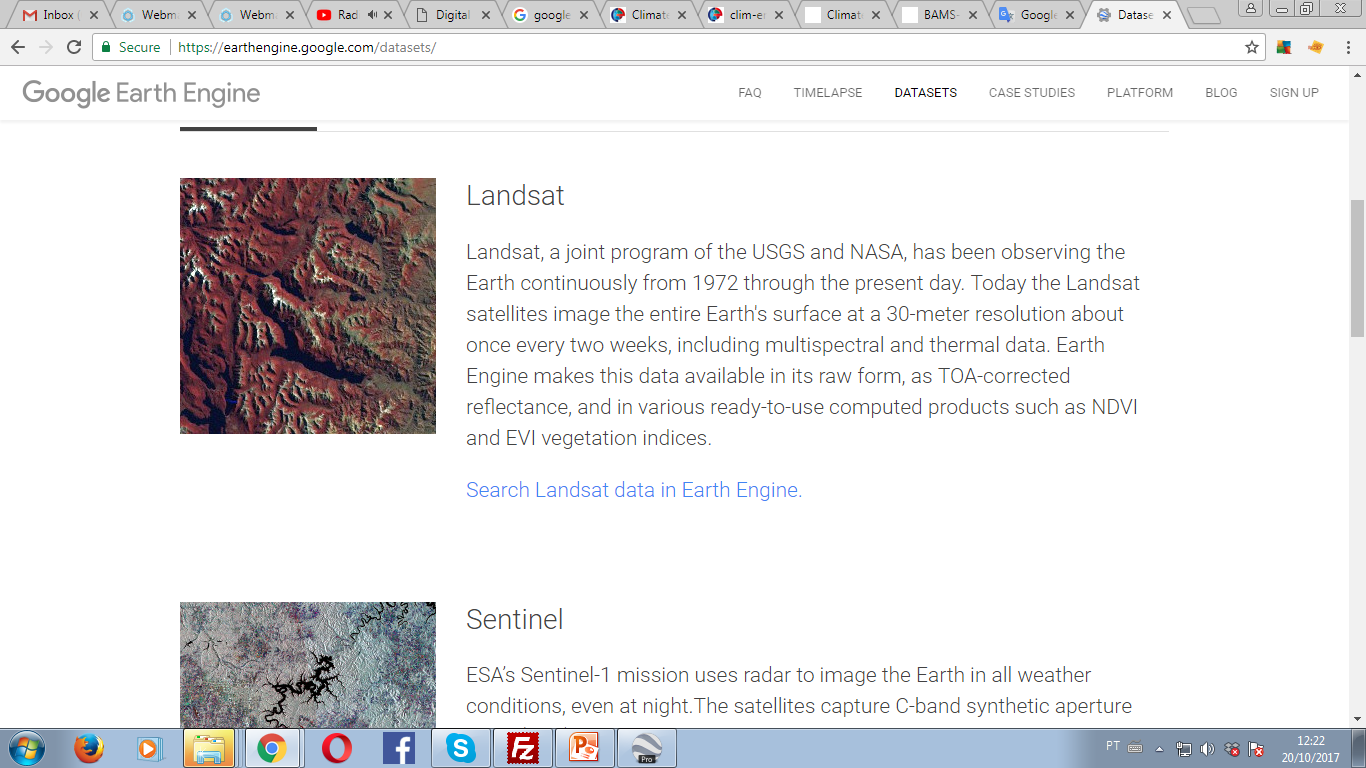 Inbox (
Webma
Webma
Rad
Digital
google
Climat
clim-ed
Climat
BAMS-
Google
Datase
Secure https://earthengine.google.com/datasets/
Google Earth Engine
FAQ TIMELAPSE DATASETS CASE STUDIES PLATFORM BLOG SIGN UP
Landsat
Landsat, a joint program of the USGS and NASA, has been observing the
Earth continuously from 1972 through the present day. Today the Landsat
satellites image the entire Earth's surface at a 30-meter resolution about
once every two weeks, including multispectral and thermal data. Earth
Engine makes this data available in its raw form, as TOA-corrected
reflectance, and in various ready-to-use computed products such as NDVI
and EVI vegetation indices.
Search Landsat data in Earth Engine.
Sentinel
ESA’s Sentinel-1 mission uses radar to image the Earth in all weather
conditions, even at night.The satellites capture C-band synthetic aperture
Pro
PT
12:22
20/10/2017